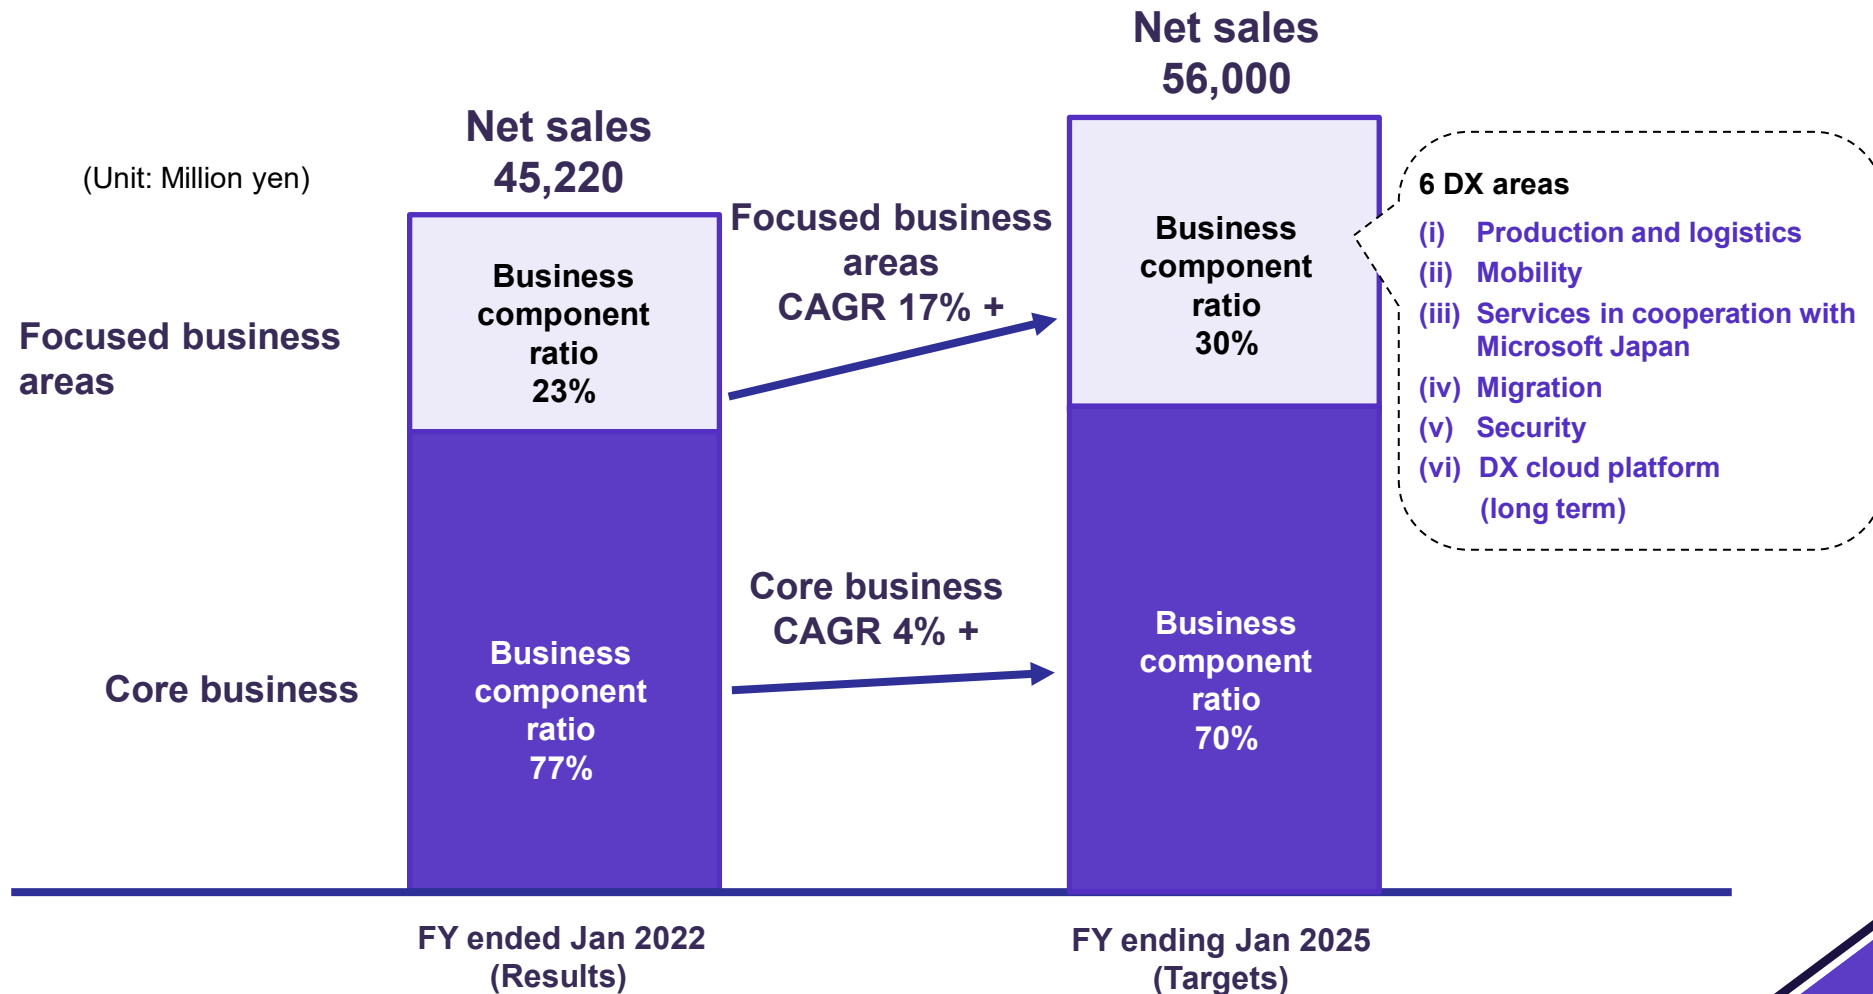 (Unit: Million yen)
Net sales
45,220
Net sales
56,000
Focused business
areas
Core business
Business
component
ratio
23%
Business
component
ratio
77%
Focused business
areas
CAGR 17% +
Core business
CAGR 4% +
Business
component
ratio
30%
Business
component
ratio
70%
6 DX areas
(i) Production and logistics
(ii) Mobility
(iii) Services in cooperation with
Microsoft Japan
(iv) Migration
(v) Security
(vi) DX cloud platform
(long term)
FY ended Jan 2022
(Results)
FY ending Jan 2025
(Targets)